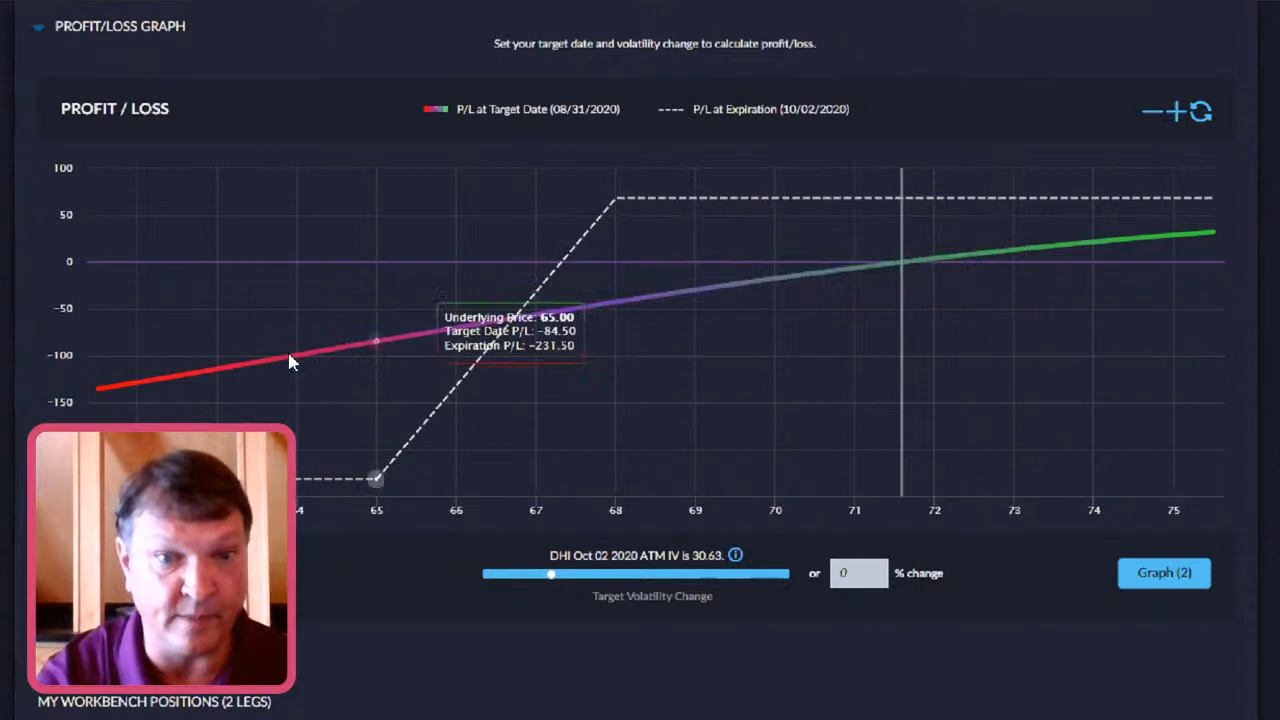 PROFIT/LOSS GRAPH
Set your target date and volatility change to calculate profit/loss.
PROFIT / LOSS
P/L at Target Date (08/31/2020)
P/L at Expiration (10/02/2020)
100
50
0
−50
−100
−150
Underlying Price: 65.00
Target Date P/L: −84.50
Expiration P/L: −231.50
65
66
67
68
69
70
71
72
73
74
75
DHI Oct 02 2020 ATM IV is 30.63.
or
0
% change
Graph (2)
Target Volatility Change
MY WORKBENCH POSITIONS (2 LEGS)